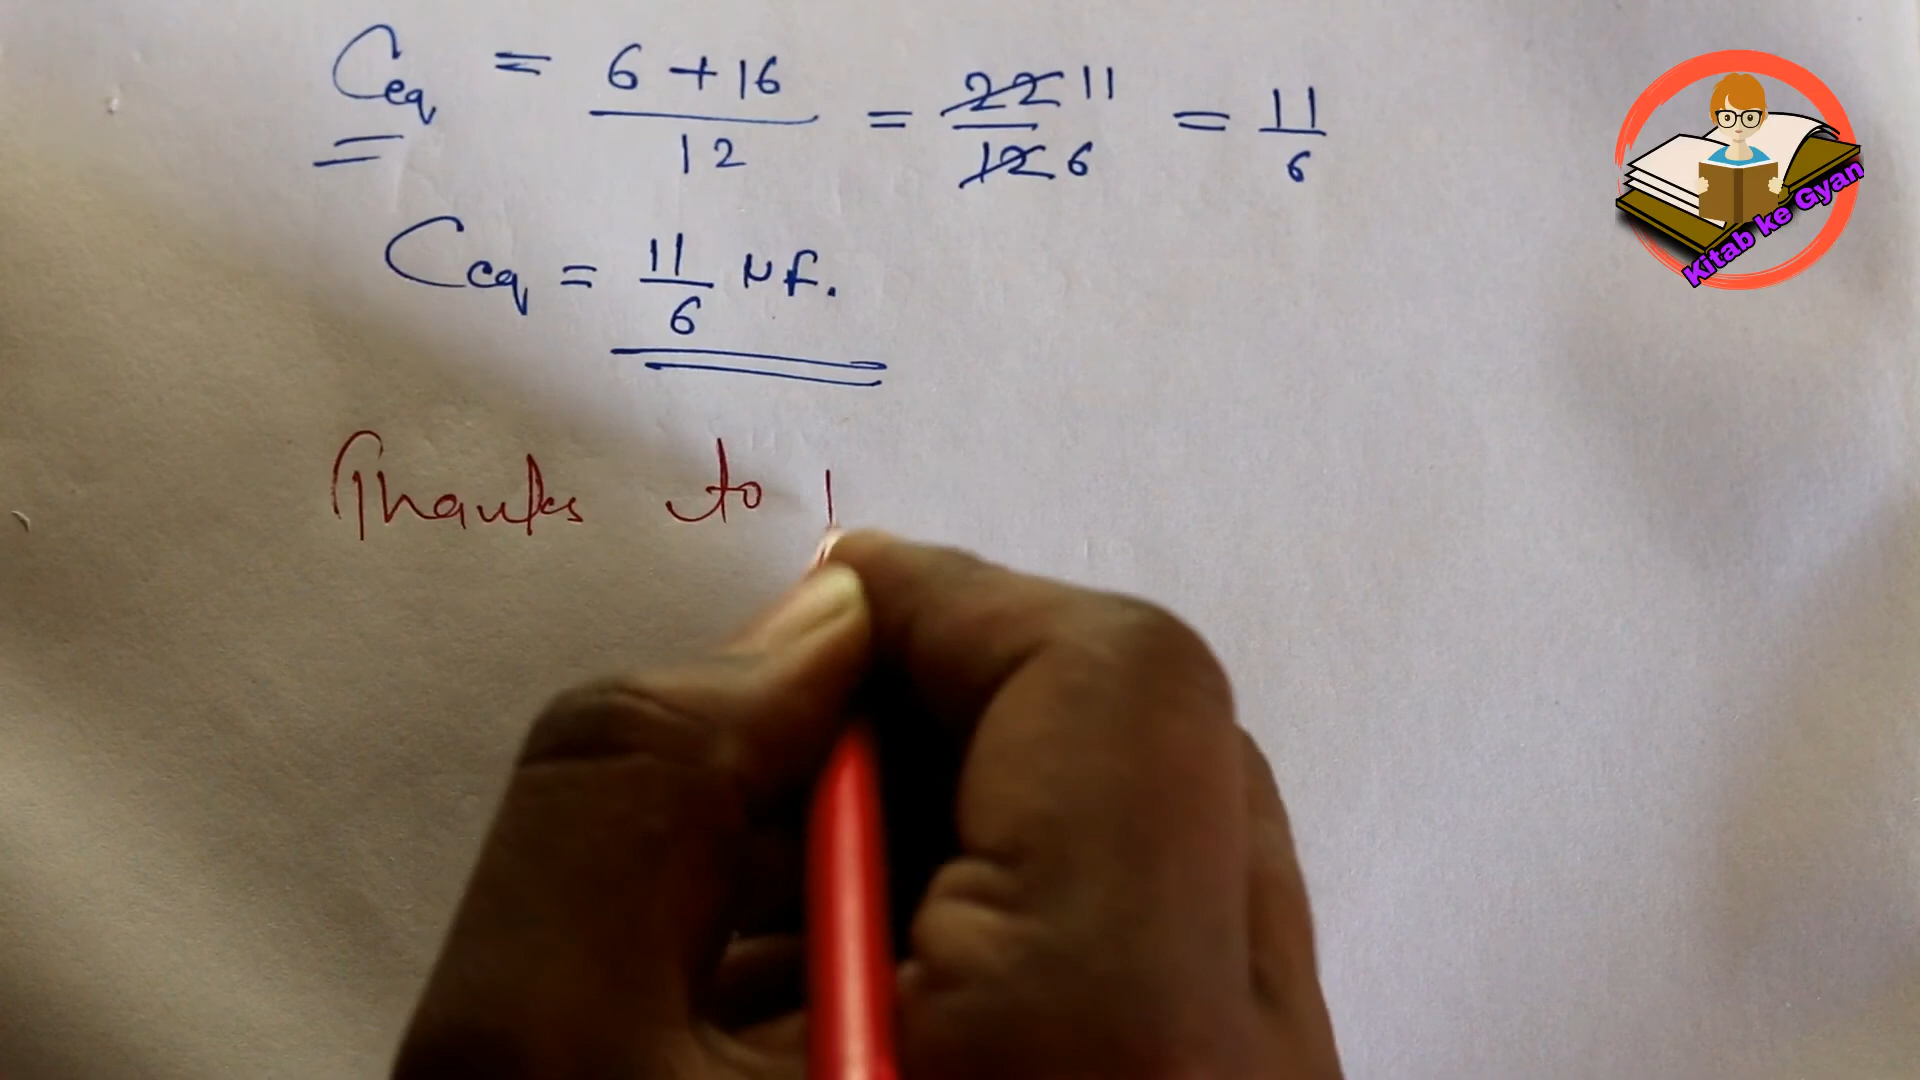 Ceq = 6 + 16 / 12 = 22 11 / 12 6 = 11 / 6
Ceq = 11 / 6 μF.
Thanks to
Kitab ke Gyan